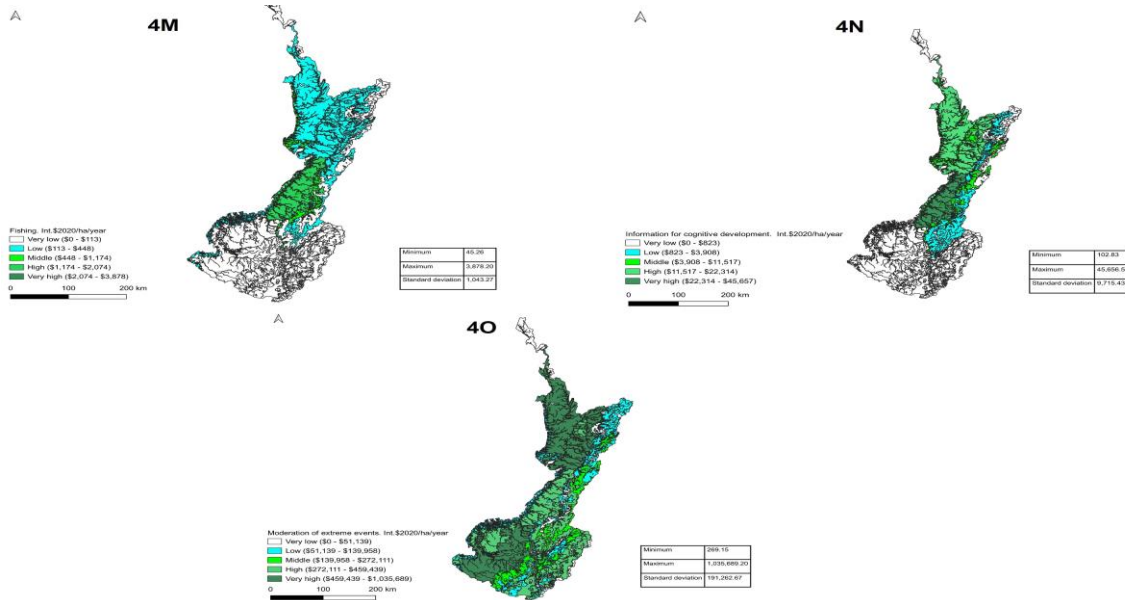 4M
Fishing. Int.$2020/ha/year
Very low ($0 - $113)
Low ($113 - $448)
Middle ($448 - $1,174)
High ($1,174 - $2,074)
Very high ($2,074 - $3,878)
0 100 200 km
Minimum 45.26
Maximum 3,878.20
Standard deviation 1,043.27
4N
Information for cognitive development. Int.$2020/ha/year
Very low ($0 - $823)
Low ($823 - $3,908)
Middle ($3,908 - $11,517)
High ($11,517 - $22,314)
Very high ($22,314 - $45,657)
0 100 200 km
Minimum 102.83
Maximum 45,656.5
Standard deviation 9,715.43
4O
Moderation of extreme events. Int.$2020/ha/year
Very low ($0 - $51,139)
Low ($51,139 - $139,958)
Middle ($139,958 - $272,111)
High ($272,111 - $459,439)
Very high ($459,439 - $1,035,689)
0 100 200 km
Minimum 269.15
Maximum 1,035,689.20
Standard deviation 191,262.67